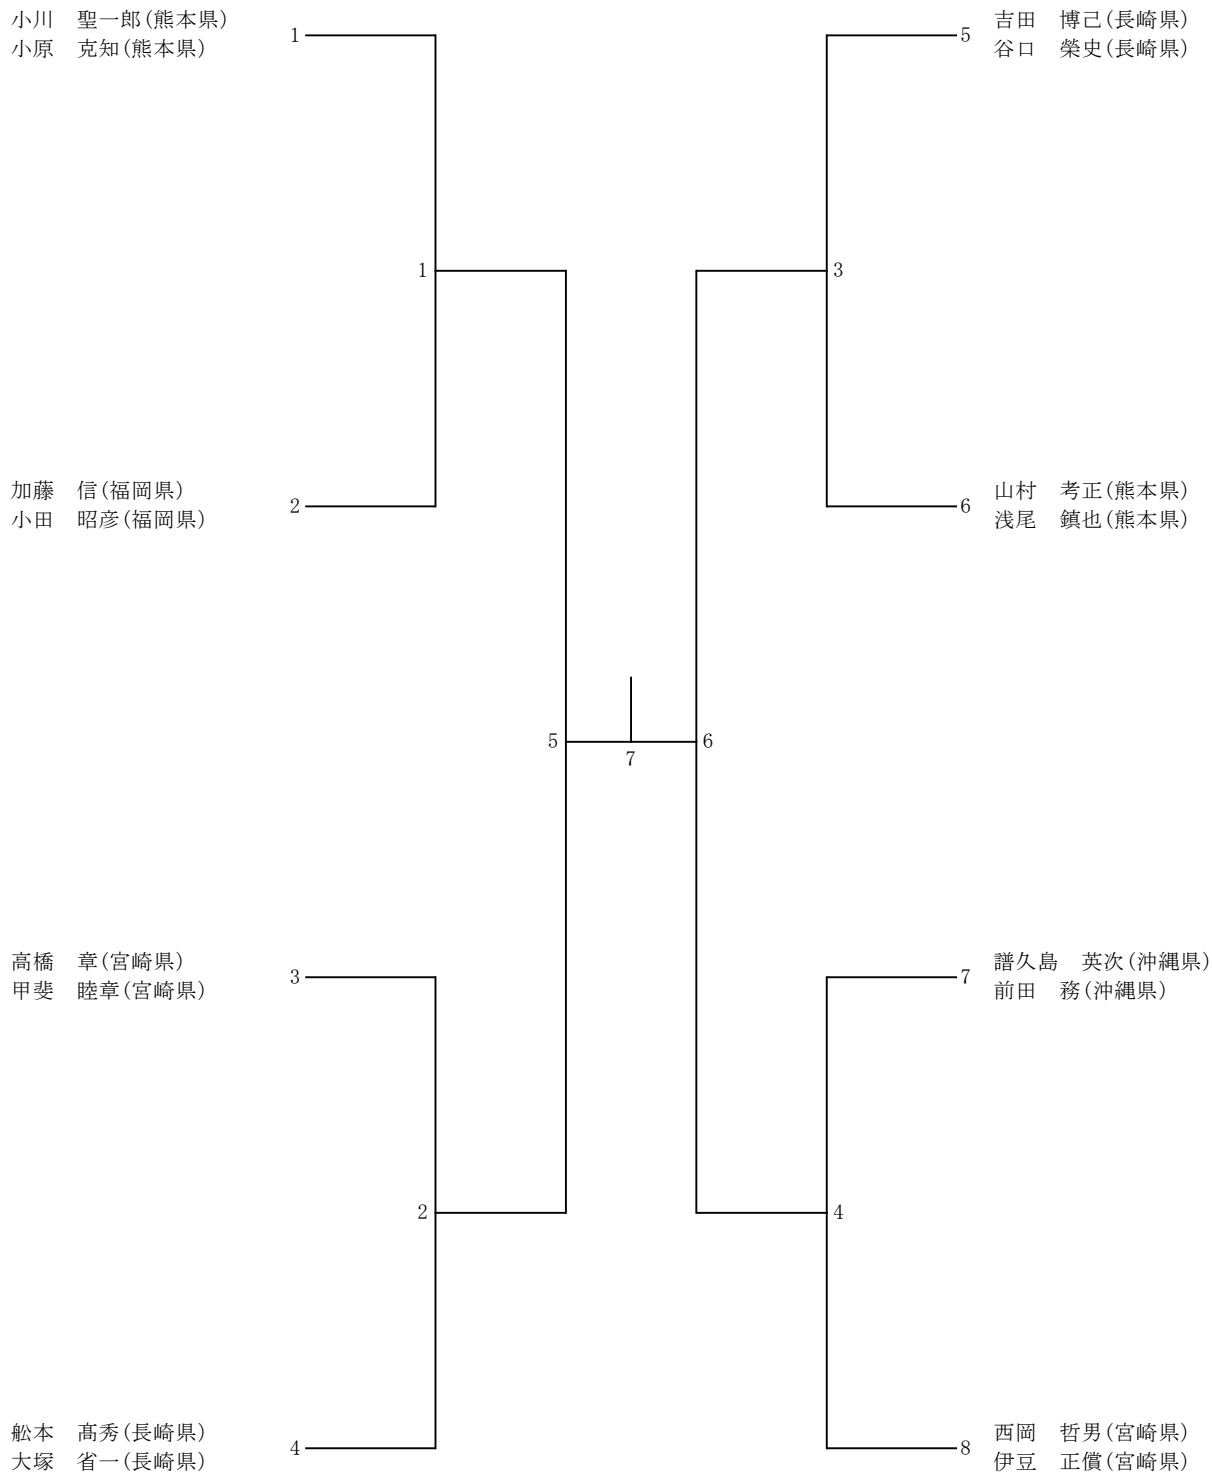 小川　聖一郎(熊本県)
小原　克知(熊本県)
1
加藤　信(福岡県)
小田　昭彦(福岡県)
2
1
高橋　章(宮崎県)
甲斐　睦章(宮崎県)
3
舩本　髙秀(長崎県)
大塚　省一(長崎県)
4
2
5
7
6
5
吉田　博己(長崎県)
谷口　榮史(長崎県)
3
6
山村　考正(熊本県)
浅尾　鎮也(熊本県)
7
譜久島　英次(沖縄県)
前田　務(沖縄県)
4
8
西岡　哲男(宮崎県)
伊豆　正償(宮崎県)